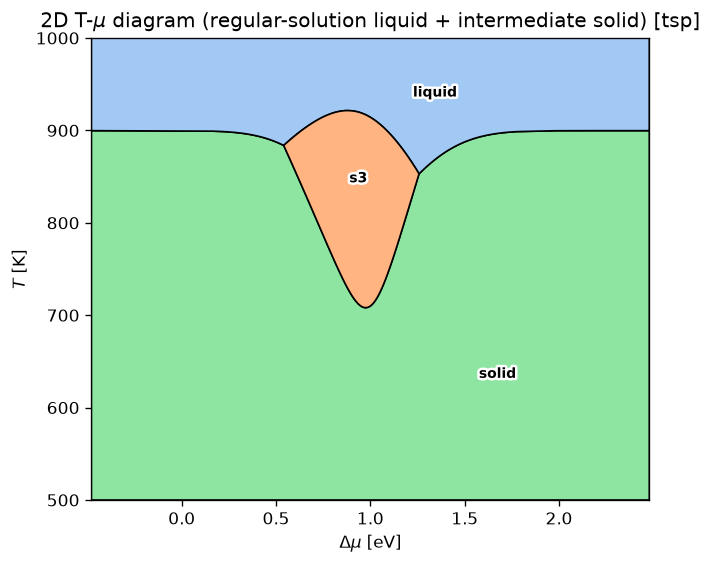 2D T-μ diagram (regular-solution liquid + intermediate solid) [tsp]
1000
900
800
700
600
500
T [K]
liquid
s3
solid
0.0 0.5 1.0 1.5 2.0
Δμ [eV]